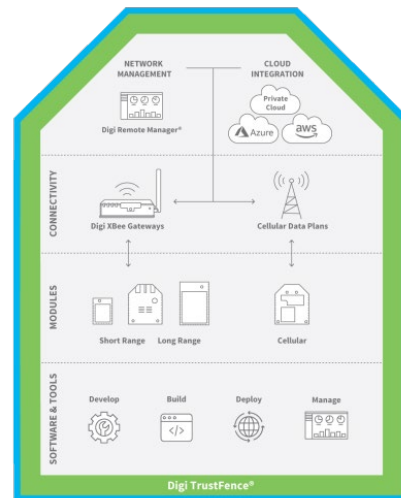 NETWORK
MANAGEMENT
CLOUD
INTEGRATION
Private
Cloud
Azure
aws
Digi Remote Manager®
CONNECTIVITY
Digi XBee Gateways
Cellular Data Plans
MODULES
Short Range
Long Range
Cellular
SOFTWARE & TOOLS
Develop
Build
Deploy
Manage
</>
Digi TrustFence®